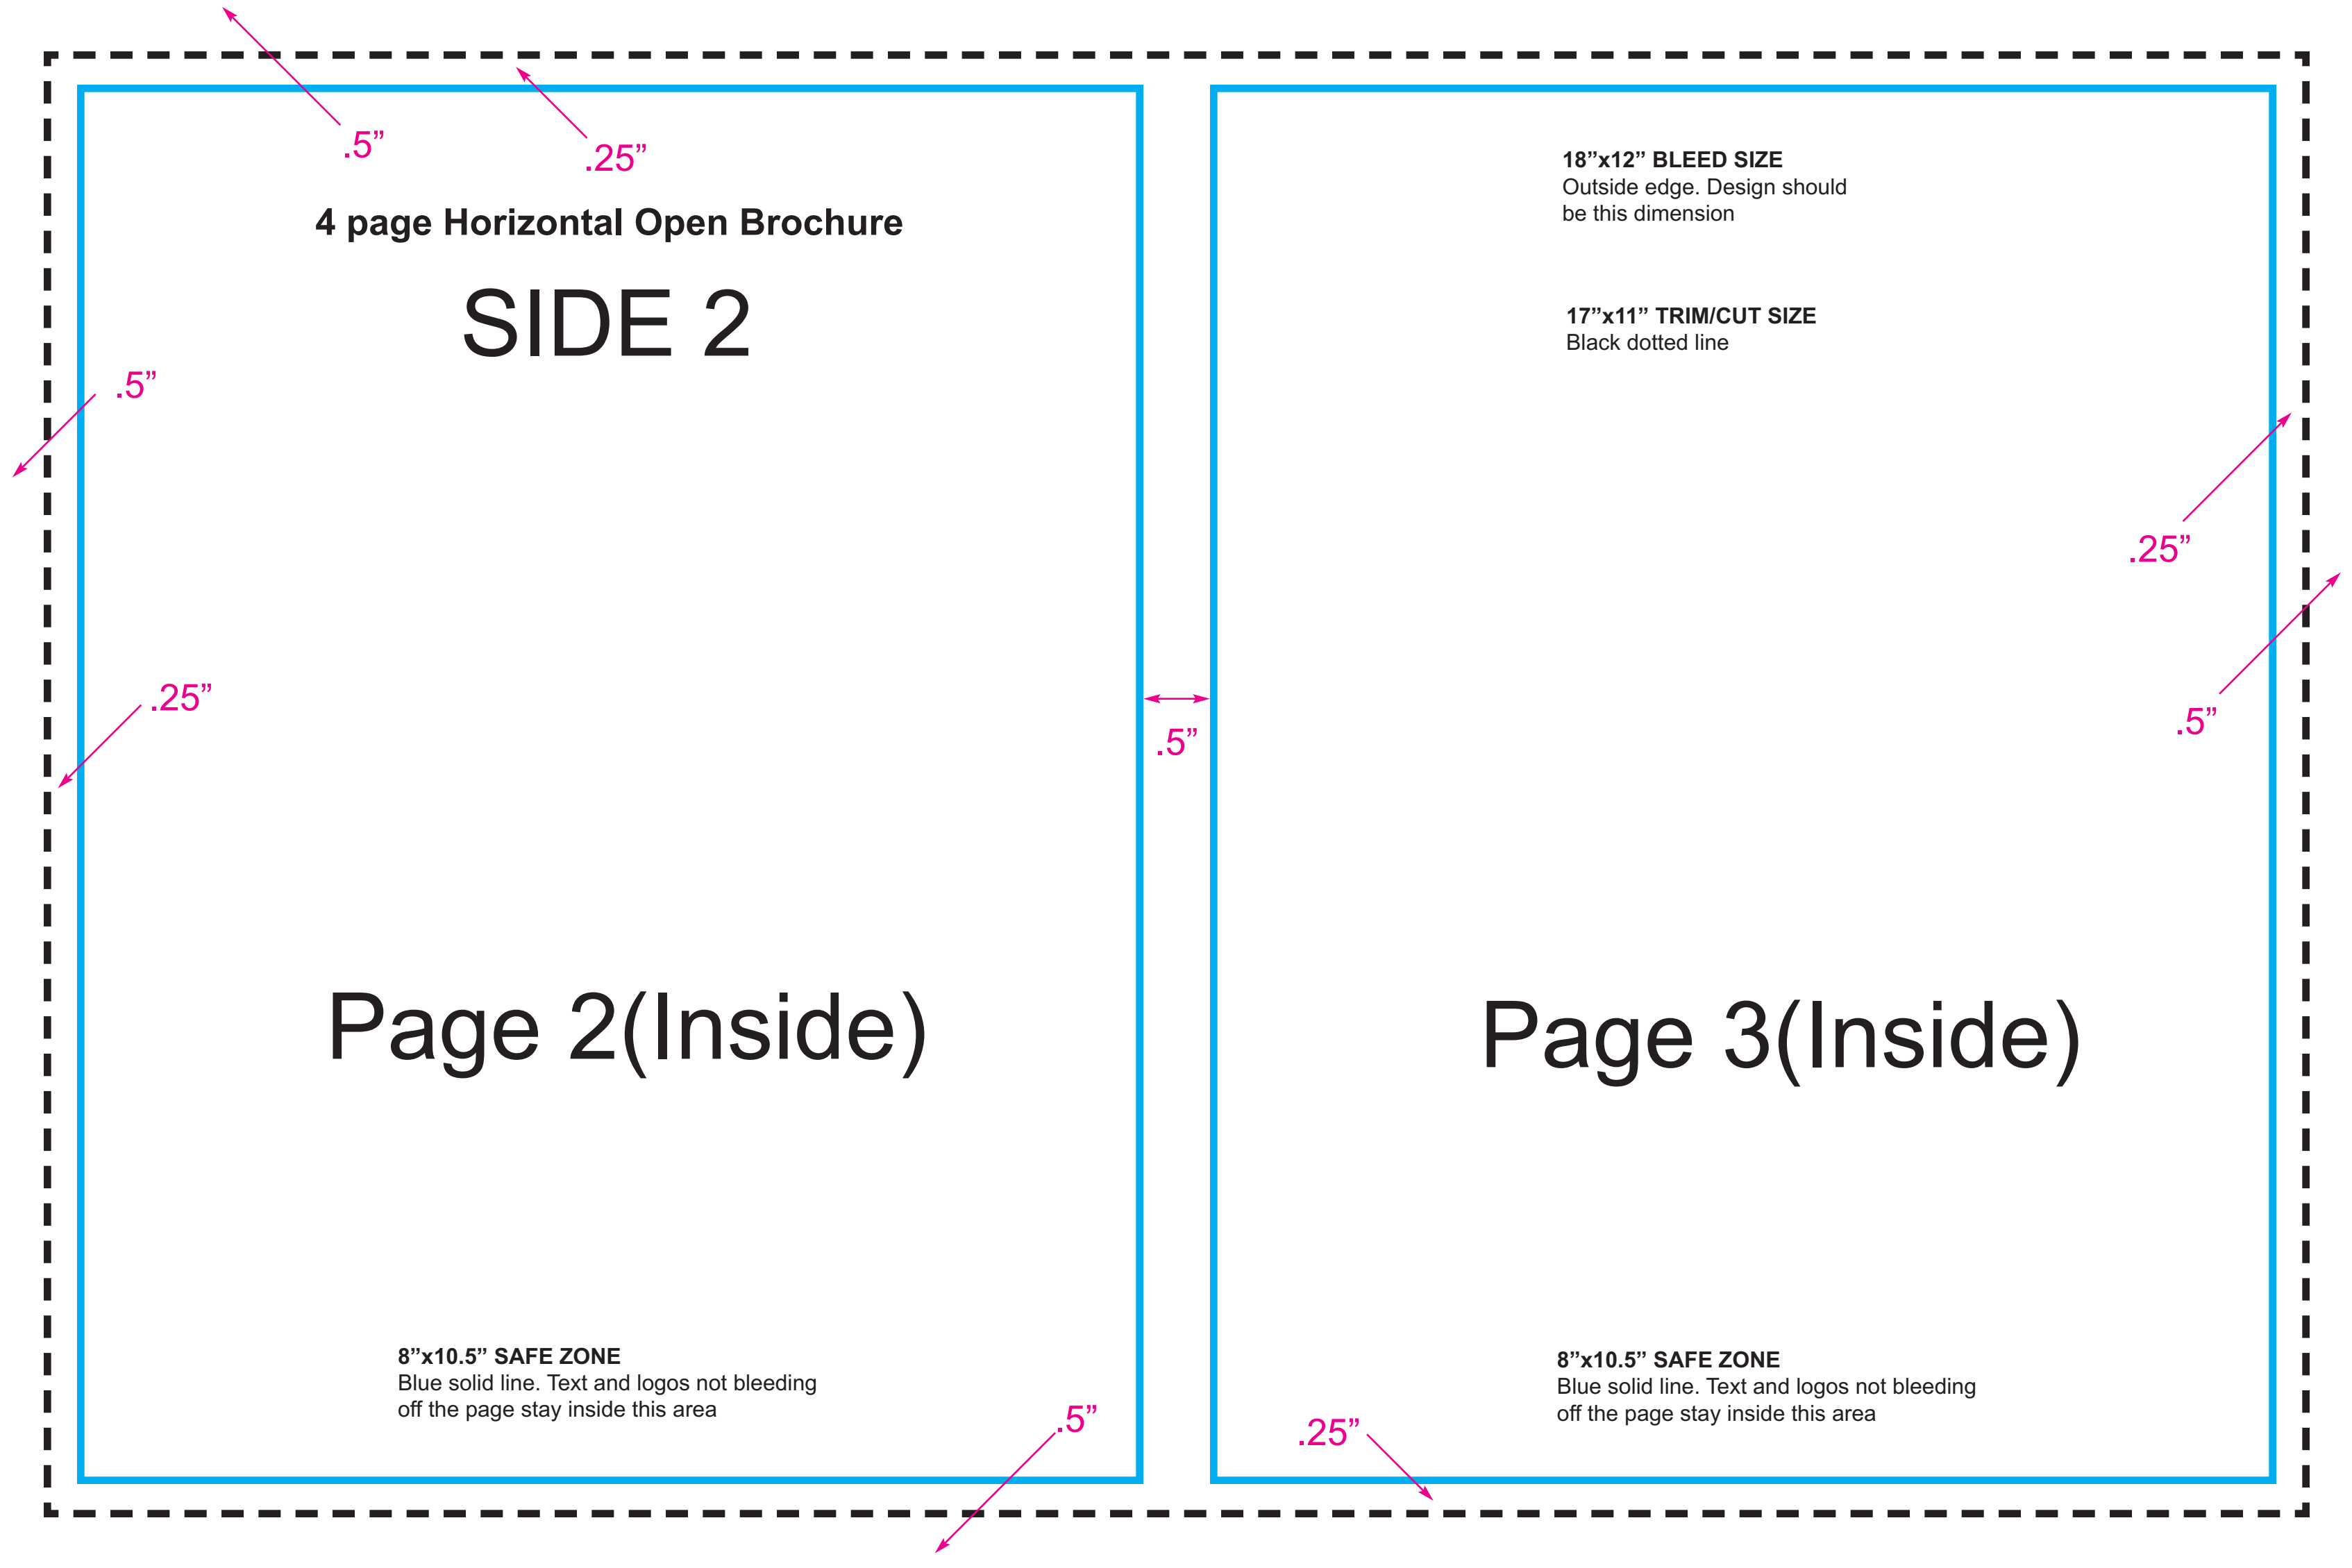 .5”
.25”
4 page Horizontal Open Brochure
SIDE 2
.5”
.25”
Page 2(Inside)
8”x10.5” SAFE ZONE
Blue solid line. Text and logos not bleeding
off the page stay inside this area
.5”
.5”
18”x12” BLEED SIZE
Outside edge. Design should
be this dimension
17”x11” TRIM/CUT SIZE
Black dotted line
.25”
.5”
Page 3(Inside)
8”x10.5” SAFE ZONE
Blue solid line. Text and logos not bleeding
off the page stay inside this area
.25”